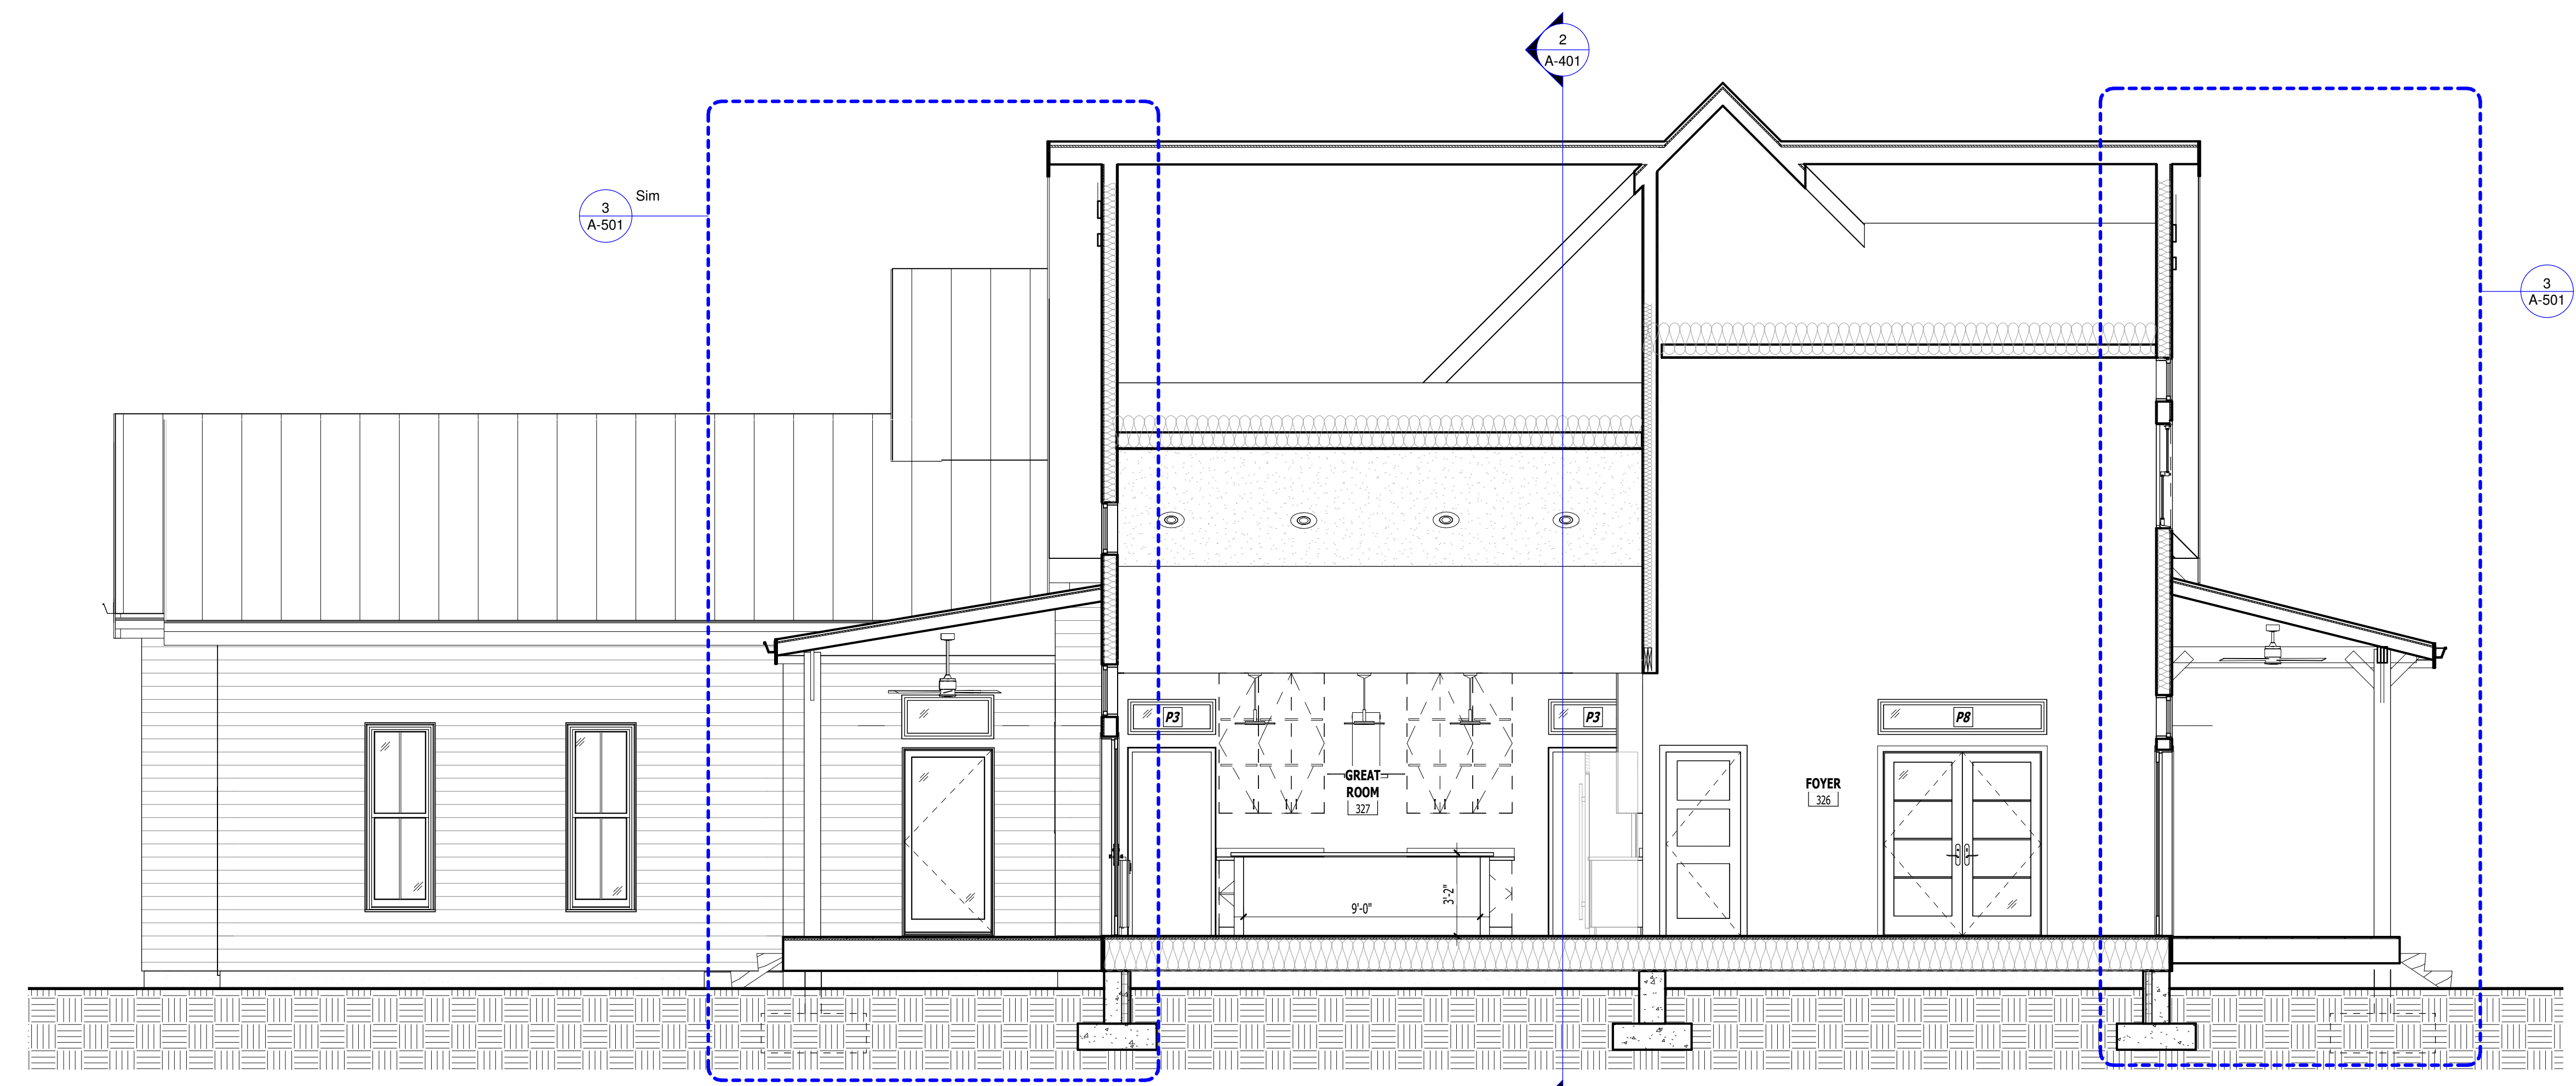 2
A-401
Sim
3
A-501
3
A-501
P3
P3
P8
GREAT
ROOM
327
FOYER
326
3'-2"
9'-0"